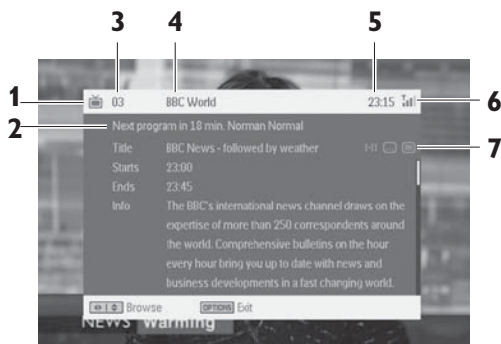 3 4 5
1 03 BBC World 23:15 6
2 Next program in 18 min. Norman Normal
Title BBC News - followed by weather 7
Starts 23:00
Ends 23:45
Info The BBC's international news channel draws on the
expertise of more than 250 correspondents around
the world. Comprehensive bulletins on the hour
every hour bring you up to date with news and
business developments in a fast changing world.
Browse OPTIONS Exit
NEWS Warming